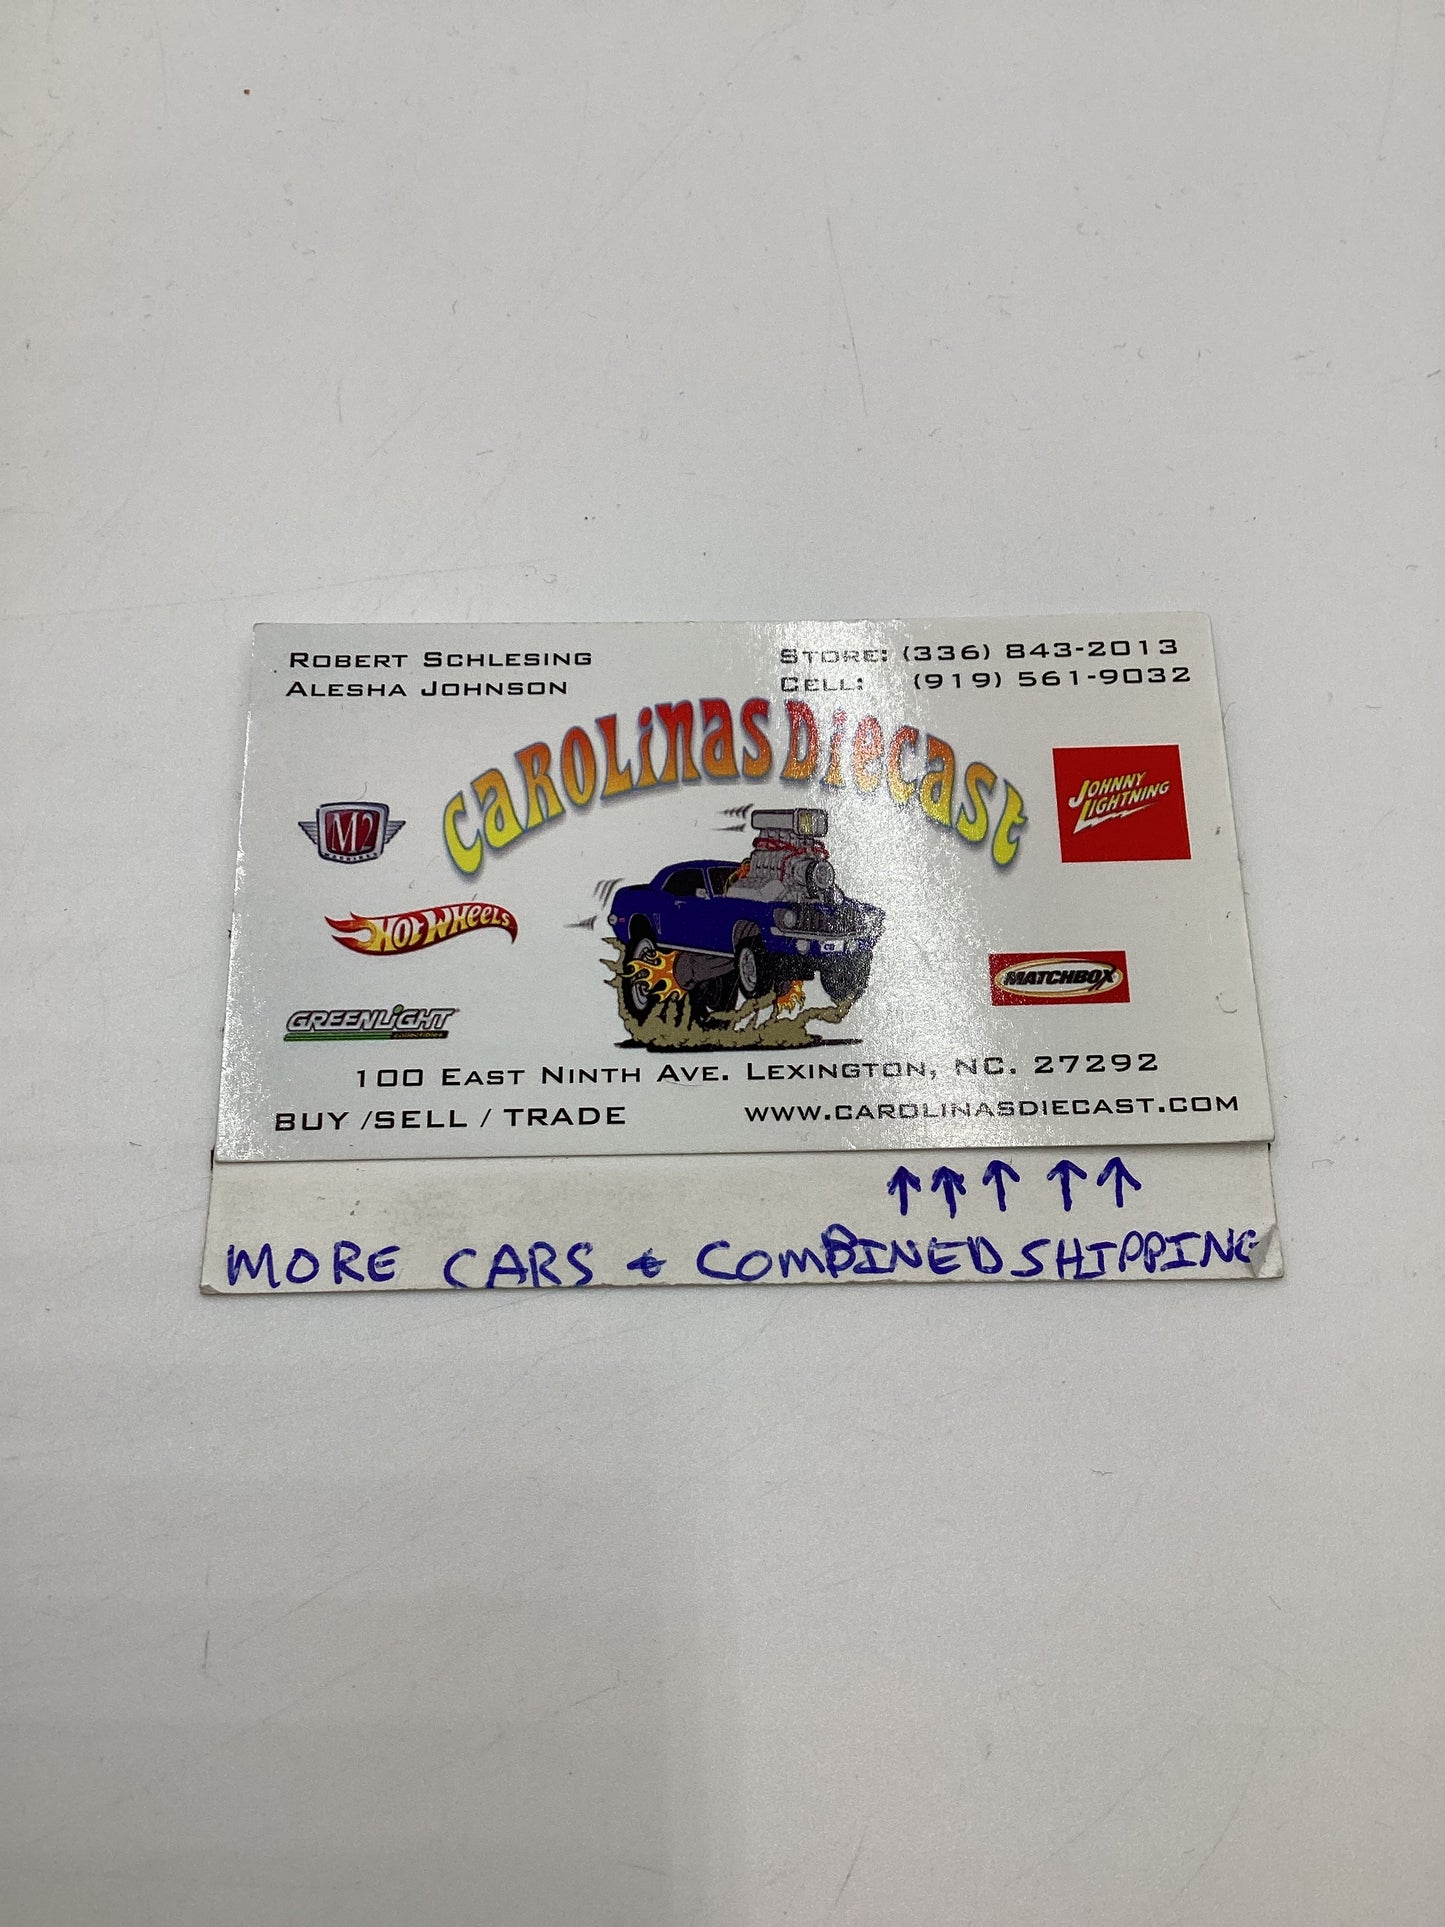 ROBERT SCHLESING
ALESHA JOHNSON
STORE: (336) 843-2013
CELL: (919) 561-9032
CAROLINAS DIECAST
M2
MACHINES
JOHNNY
LIGHTNING
HOT WHEELS
MATCHBOX
GREENLIGHT
collectibles
100 EAST NINTH AVE. LEXINGTON, NC. 27292
BUY /SELL / TRADE
WWW.CAROLINASDIECAST.COM
↑↑↑ ↑↑
MORE CARS & COMBINED SHIPPING